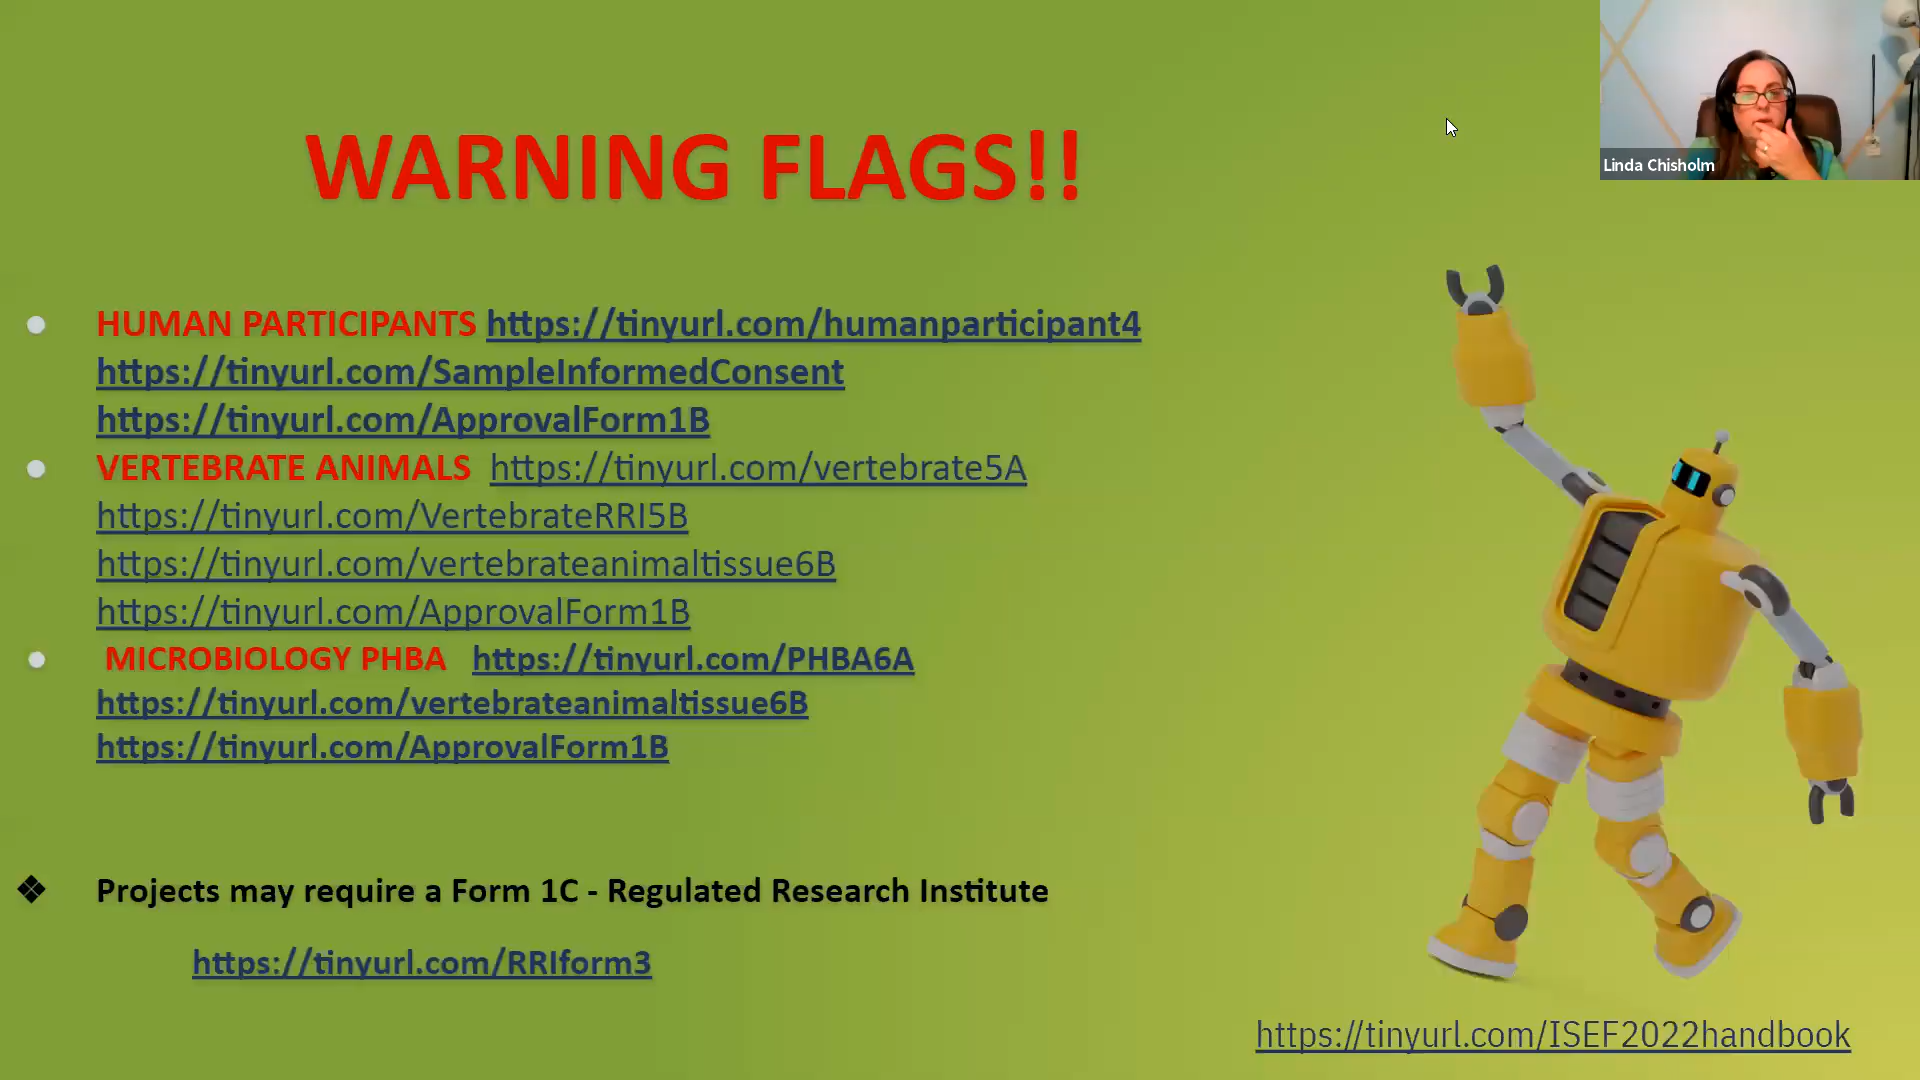 WARNING FLAGS!!
Linda Chisholm
HUMAN PARTICIPANTS https://tinyurl.com/humanparticipant4
https://tinyurl.com/SampleInformedConsent
https://tinyurl.com/ApprovalForm1B
VERTEBRATE ANIMALS https://tinyurl.com/vertebrate5A
https://tinyurl.com/VertebrateRRI5B
https://tinyurl.com/vertebrateanimaltissue6B
https://tinyurl.com/ApprovalForm1B
MICROBIOLOGY PHBA https://tinyurl.com/PHBA6A
https://tinyurl.com/vertebrateanimaltissue6B
https://tinyurl.com/ApprovalForm1B
Projects may require a Form 1C - Regulated Research Institute
https://tinyurl.com/RRIform3
https://tinyurl.com/ISEF2022handbook